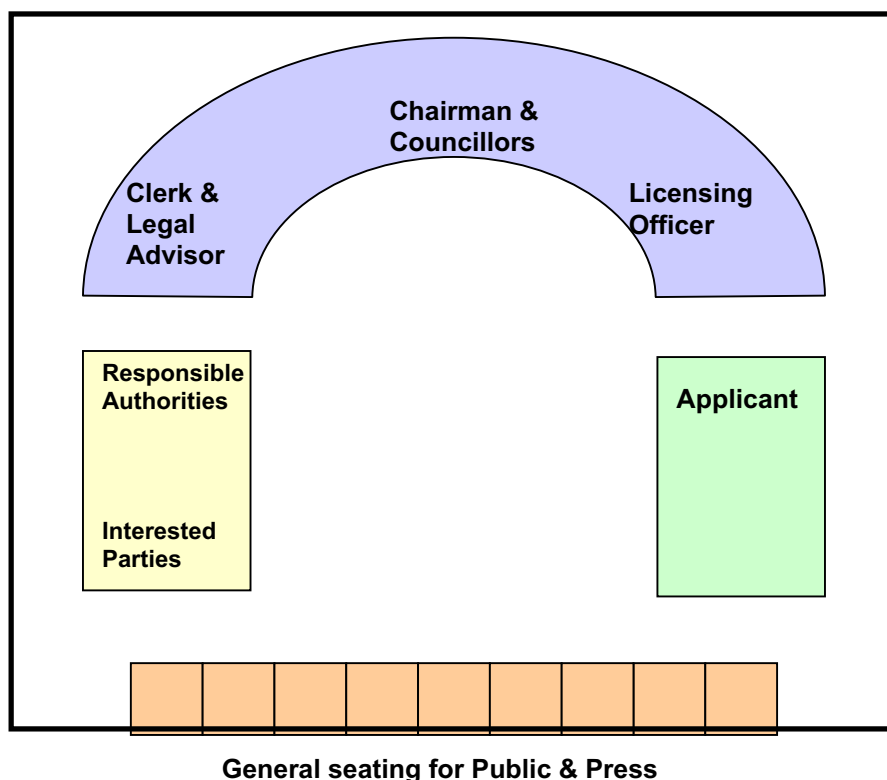 Chairman &
Councillors
Clerk &
Legal
Advisor
Licensing
Officer
Responsible
Authorities
Interested
Parties
Applicant
General seating for Public & Press